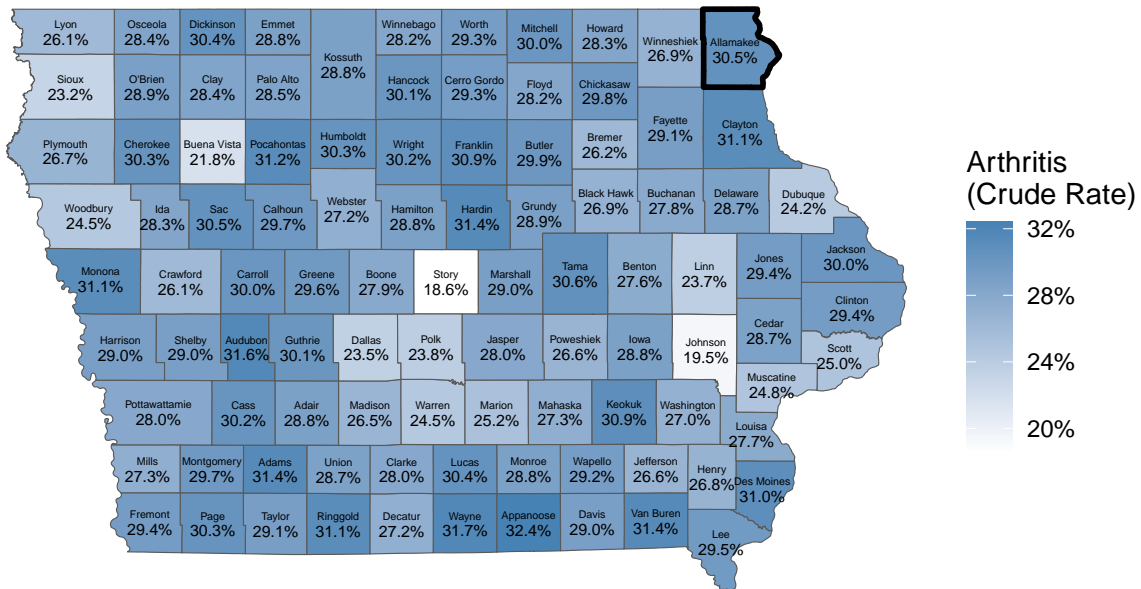 Lyon
26.1%
Osceola
28.4%
Dickinson
30.4%
Emmet
28.8%
Kossuth
28.8%
Winnebago
28.2%
Worth
29.3%
Mitchell
30.0%
Howard
28.3%
Winneshiek
26.9%
Allamakee
30.5%
Sioux
23.2%
O'Brien
28.9%
Clay
28.4%
Palo Alto
28.5%
Hancock
30.1%
Cerro Gordo
29.3%
Floyd
28.2%
Chickasaw
29.8%
Fayette
29.1%
Clayton
31.1%
Plymouth
26.7%
Cherokee
30.3%
Buena Vista
21.8%
Pocahontas
31.2%
Humboldt
30.3%
Wright
30.2%
Franklin
30.9%
Butler
29.9%
Bremer
26.2%
Woodbury
24.5%
Ida
28.3%
Sac
30.5%
Calhoun
29.7%
Webster
27.2%
Hamilton
28.8%
Hardin
31.4%
Grundy
28.9%
Black Hawk
26.9%
Buchanan
27.8%
Delaware
28.7%
Dubuque
24.2%
Monona
31.1%
Crawford
26.1%
Carroll
30.0%
Greene
29.6%
Boone
27.9%
Story
18.6%
Marshall
29.0%
Tama
30.6%
Benton
27.6%
Linn
23.7%
Jones
29.4%
Jackson
30.0%
Clinton
29.4%
Harrison
29.0%
Shelby
29.0%
Audubon
31.6%
Guthrie
30.1%
Dallas
23.5%
Polk
23.8%
Jasper
28.0%
Poweshiek
26.6%
Iowa
28.8%
Johnson
19.5%
Cedar
28.7%
Scott
25.0%
Muscatine
24.8%
Pottawattamie
28.0%
Cass
30.2%
Adair
28.8%
Madison
26.5%
Warren
24.5%
Marion
25.2%
Mahaska
27.3%
Keokuk
30.9%
Washington
27.0%
Louisa
27.7%
Mills
27.3%
Montgomery
29.7%
Adams
31.4%
Union
28.7%
Clarke
28.0%
Lucas
30.4%
Monroe
28.8%
Wapello
29.2%
Jefferson
26.6%
Henry
26.8%
Des Moines
31.0%
Fremont
29.4%
Page
30.3%
Taylor
29.1%
Ringgold
31.1%
Decatur
27.2%
Wayne
31.7%
Appanoose
32.4%
Davis
29.0%
Van Buren
31.4%
Lee
29.5%
Arthritis
(Crude Rate)
32%
28%
24%
20%